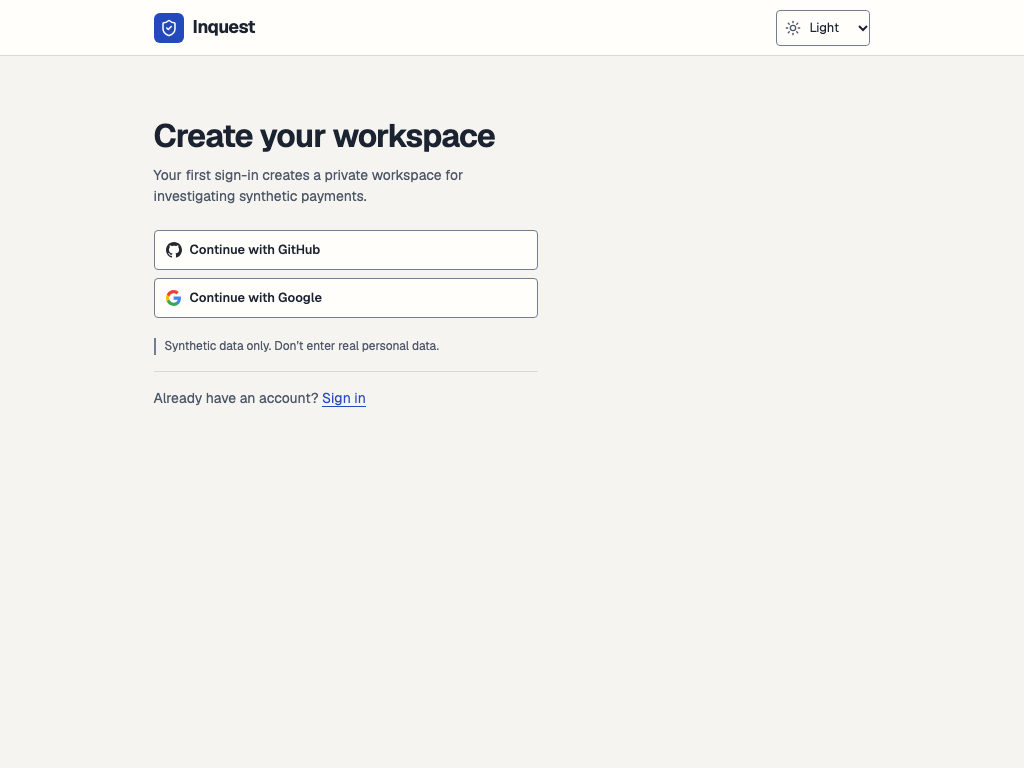 Inquest
Light
Create your workspace
Your first sign-in creates a private workspace for
investigating synthetic payments.
Continue with GitHub
Continue with Google
Synthetic data only. Don't enter real personal data.
Already have an account? Sign in